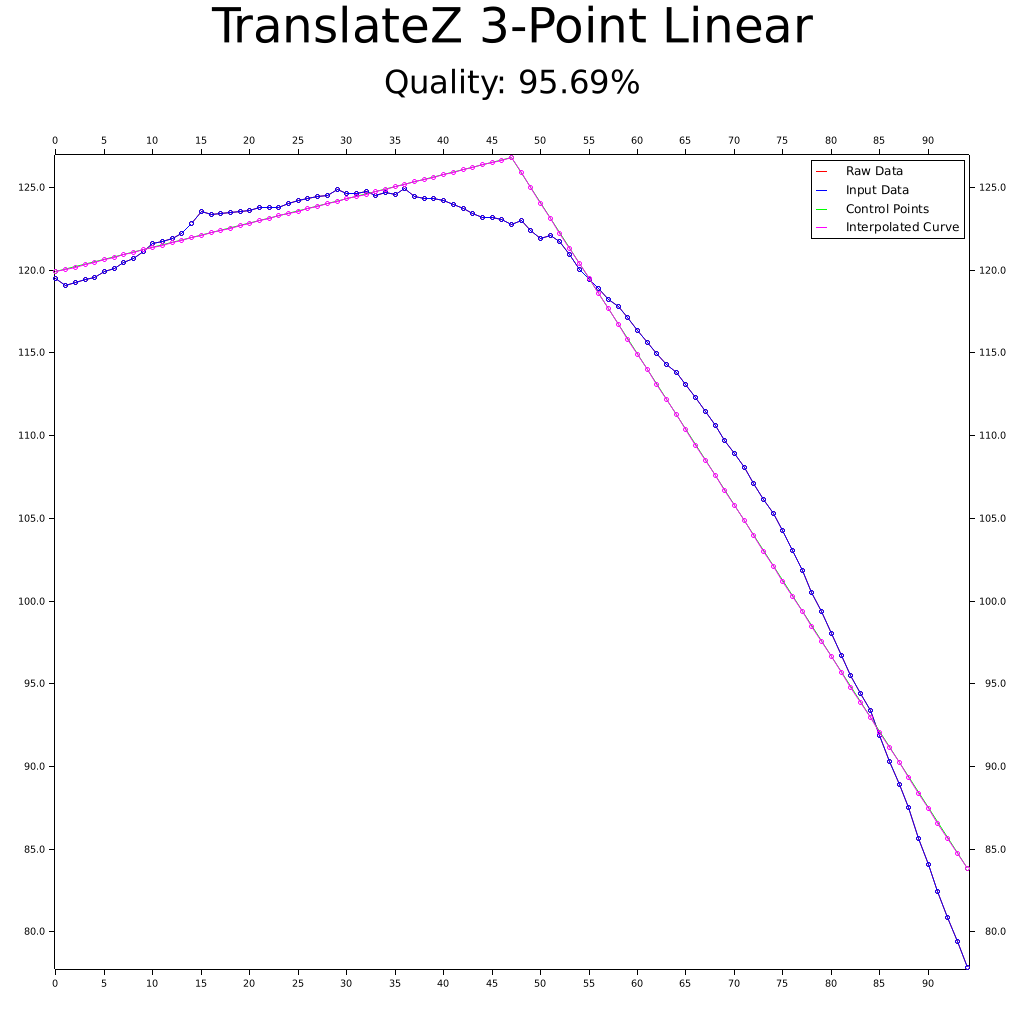 TranslateZ 3-Point Linear
Quality: 95.69%
0 5 10 15 20 25 30 35 40 45 50 55 60 65 70 75 80 85 90
Raw Data
Input Data
Control Points
Interpolated Curve
125.0 125.0
120.0 120.0
115.0 115.0
110.0 110.0
105.0 105.0
100.0 100.0
95.0 95.0
90.0 90.0
85.0 85.0
80.0 80.0
0 5 10 15 20 25 30 35 40 45 50 55 60 65 70 75 80 85 90